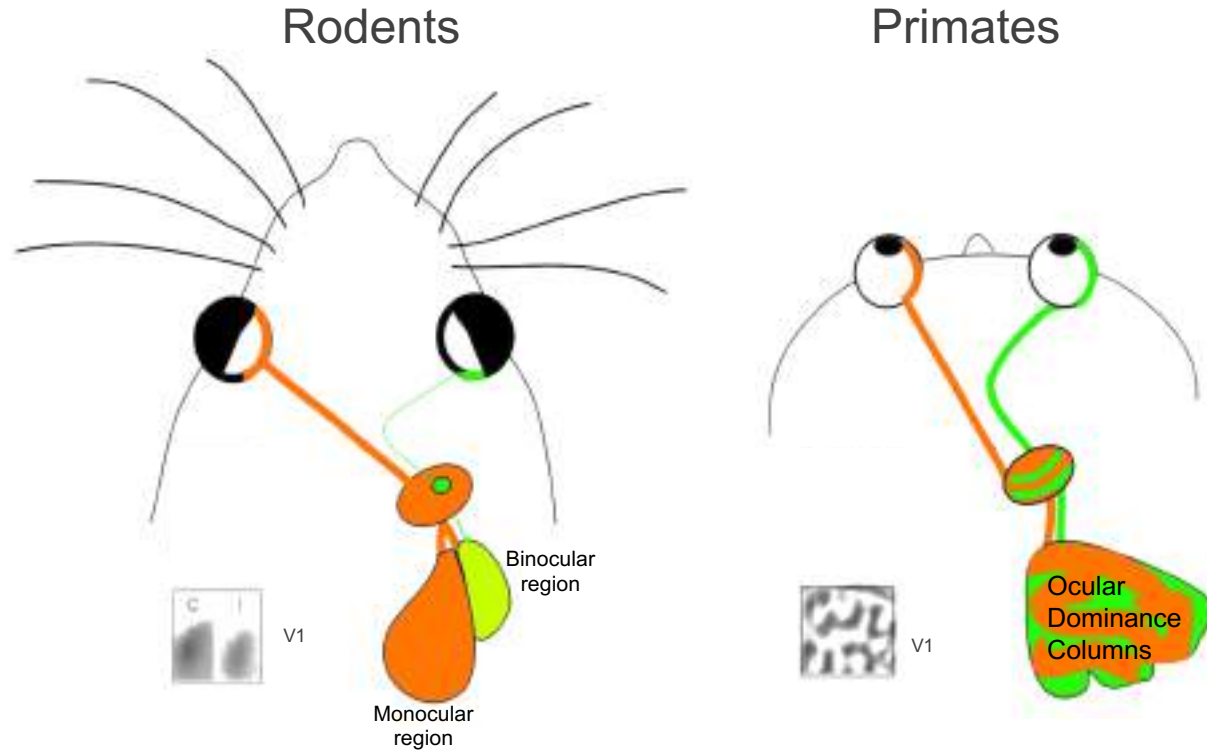 Rodents
Primates
Binocular
region
C I
V1
Monocular
region
Ocular
Dominance
Columns
V1